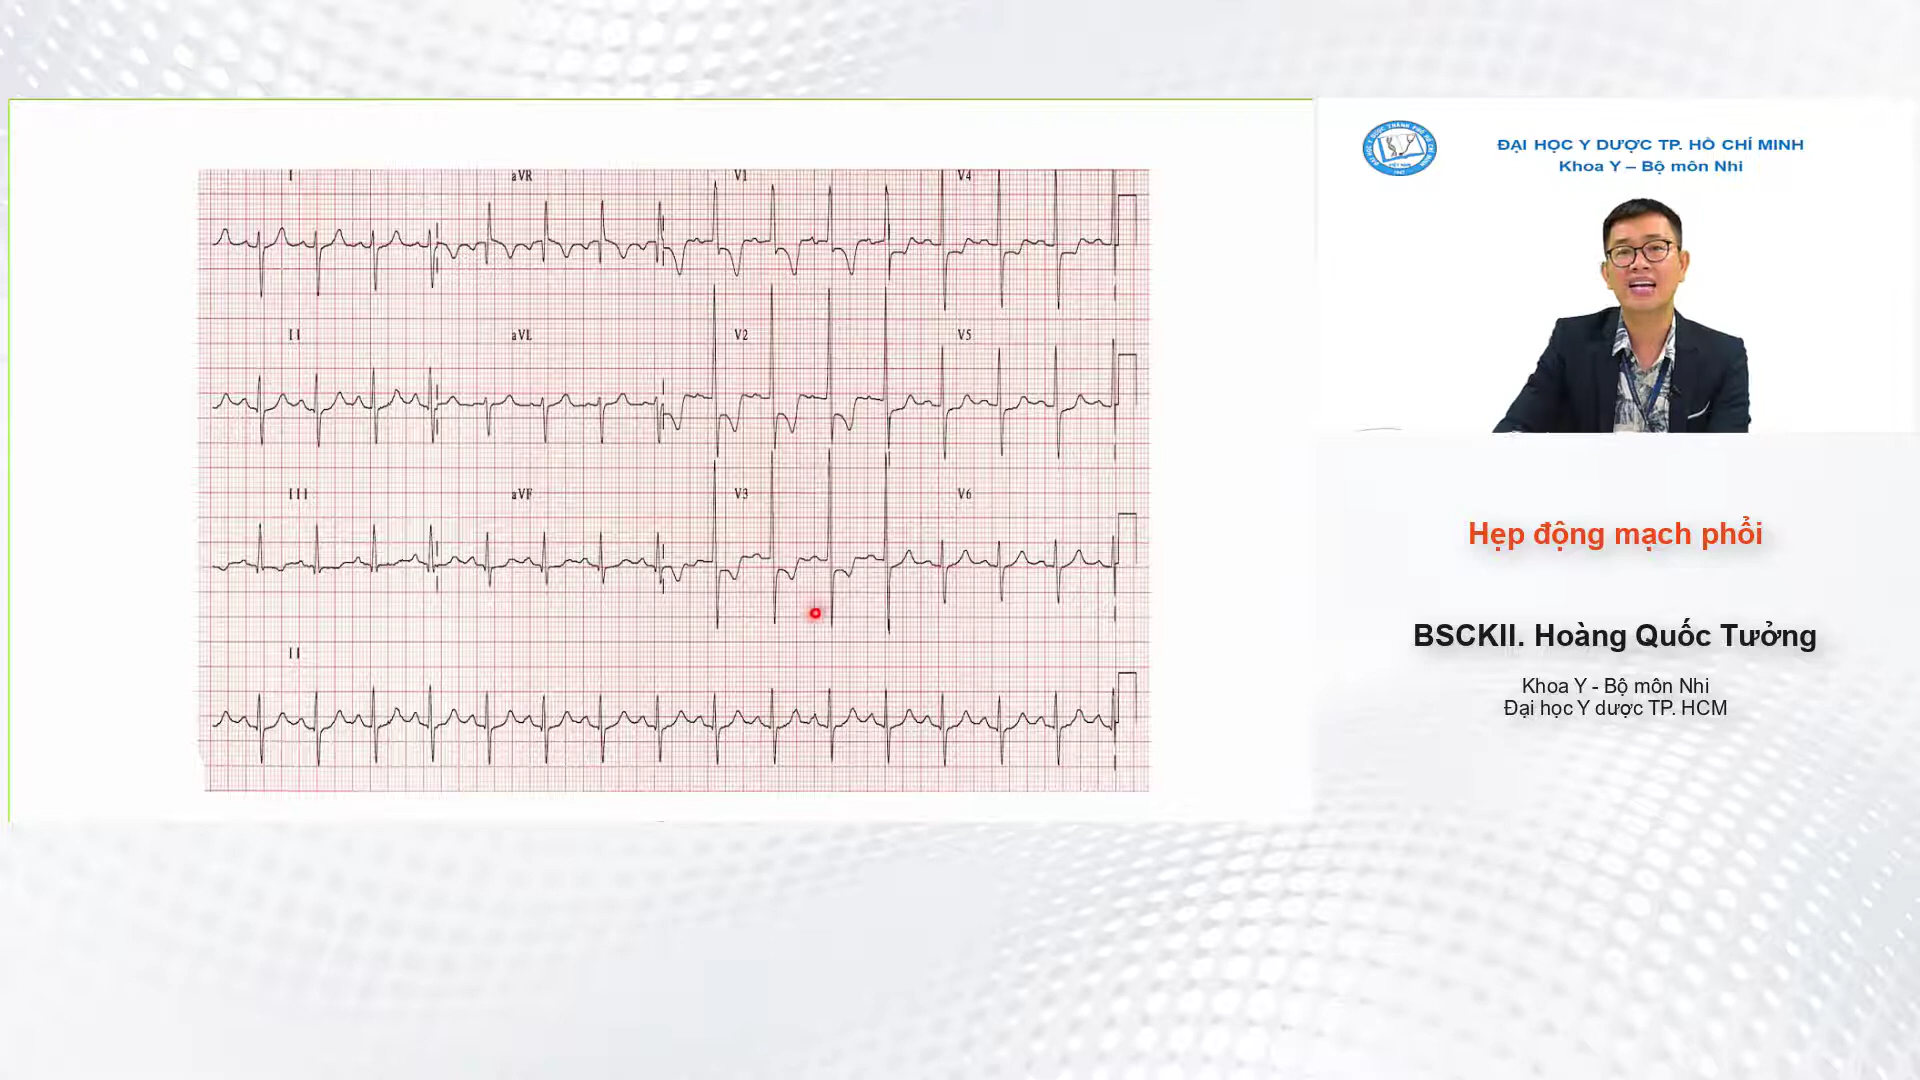 I aVR V1 V4
II aVL V2 V5
III aVF V3 V6
II
ĐẠI HỌC Y DƯỢC TP. HỒ CHÍ MINH
Khoa Y – Bộ môn Nhi
Hẹp động mạch phổi
BSCKII. Hoàng Quốc Tưởng
Khoa Y - Bộ môn Nhi
Đại học Y dược TP. HCM